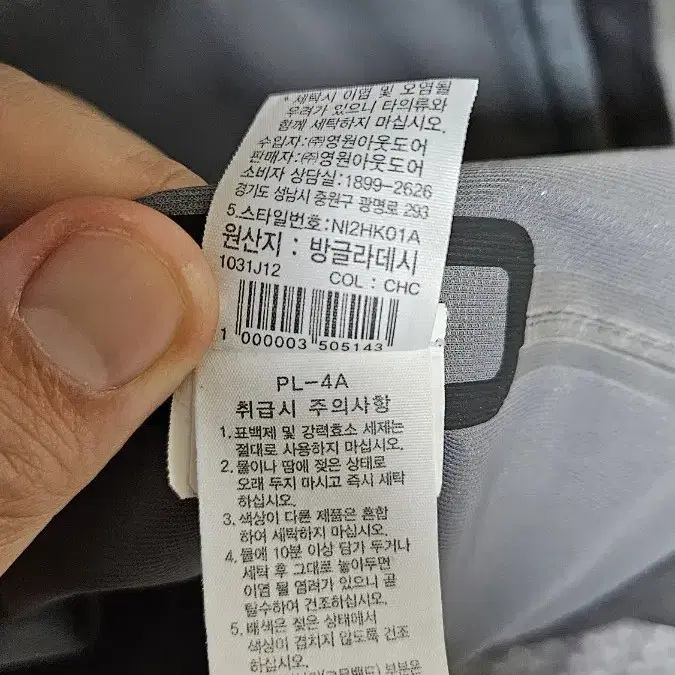 * 세탁시 이염 및 오염될
우려가 있으니 타의류와
함께 세탁하지 마십시오.
수입자:㈜영원아웃도어
판매자:㈜영원아웃도어
소비자 상담실:1899-2626
경기도 성남시 중원구 광명로 293
5.스타일번호:NI2HK01A
원산지 : 방글라데시
1031J12 COL : CHC
1 000003 505143
PL-4A
취급시 주의사항
1.표백제 및 강력효소 세제는
절대로 사용하지 마십시오.
2.물이나 땀에 젖은 상태로
오래 두지 마시고 즉시 세탁
하십시오.
3.색상이 다른 제품은 혼합
하여 세탁하지 마십시오.
4.물에 10분 이상 담가 두거나
세탁 후 그대로 놓아두면
이염 될 염려가 있으니 곧
탈수하여 건조하십시오.
5.배색은 젖은 상태에서
색상이 겹치지 않도록 건조
하십시오.
부분은